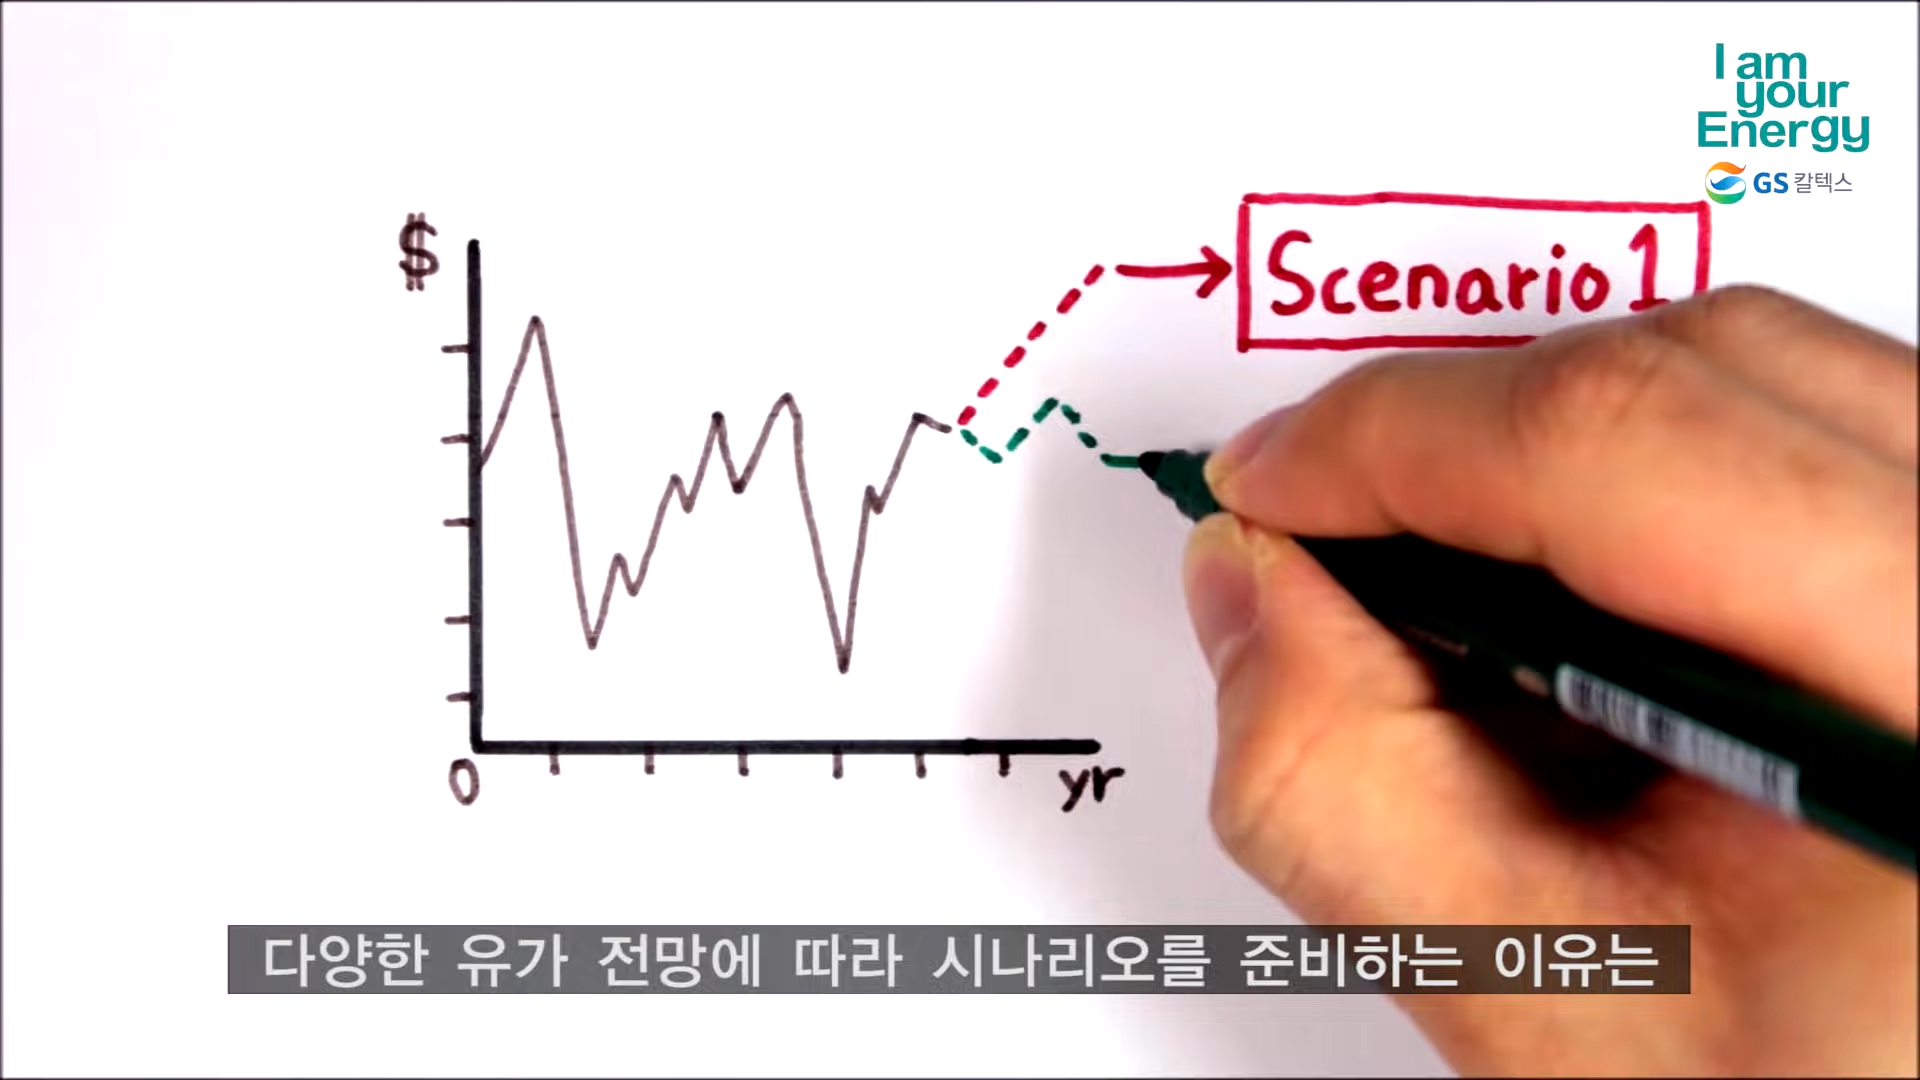 I am
your
Energy
GS 칼텍스
$
Scenario 1
0
yr
다양한 유가 전망에 따라 시나리오를 준비하는 이유는